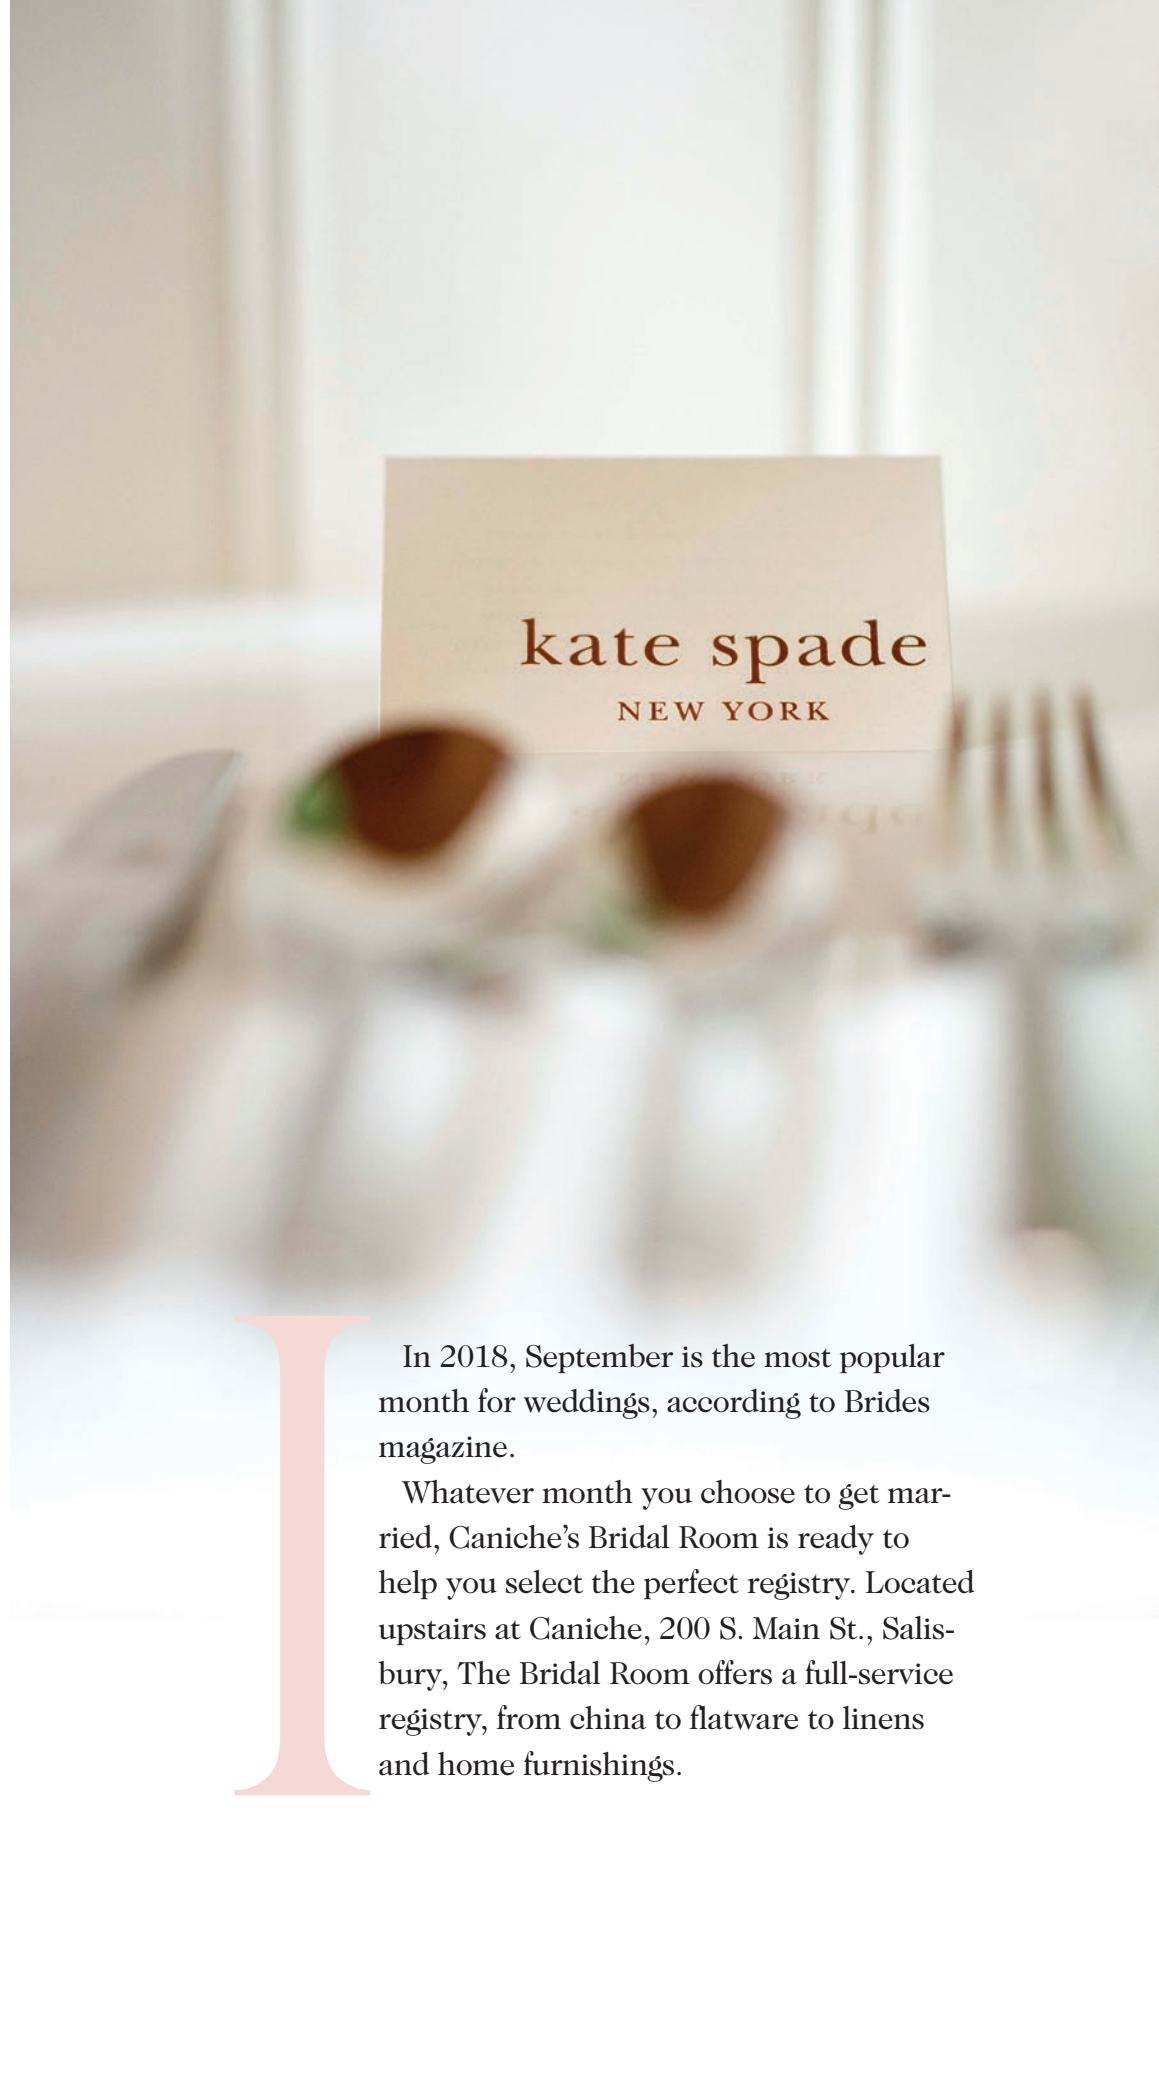 kate spade
NEW YORK
I
In 2018, September is the most popular
month for weddings, according to Brides
magazine.
Whatever month you choose to get mar-
ried, Caniche’s Bridal Room is ready to
help you select the perfect registry. Located
upstairs at Caniche, 200 S. Main St., Salis-
bury, The Bridal Room offers a full-service
registry, from china to flatware to linens
and home furnishings.